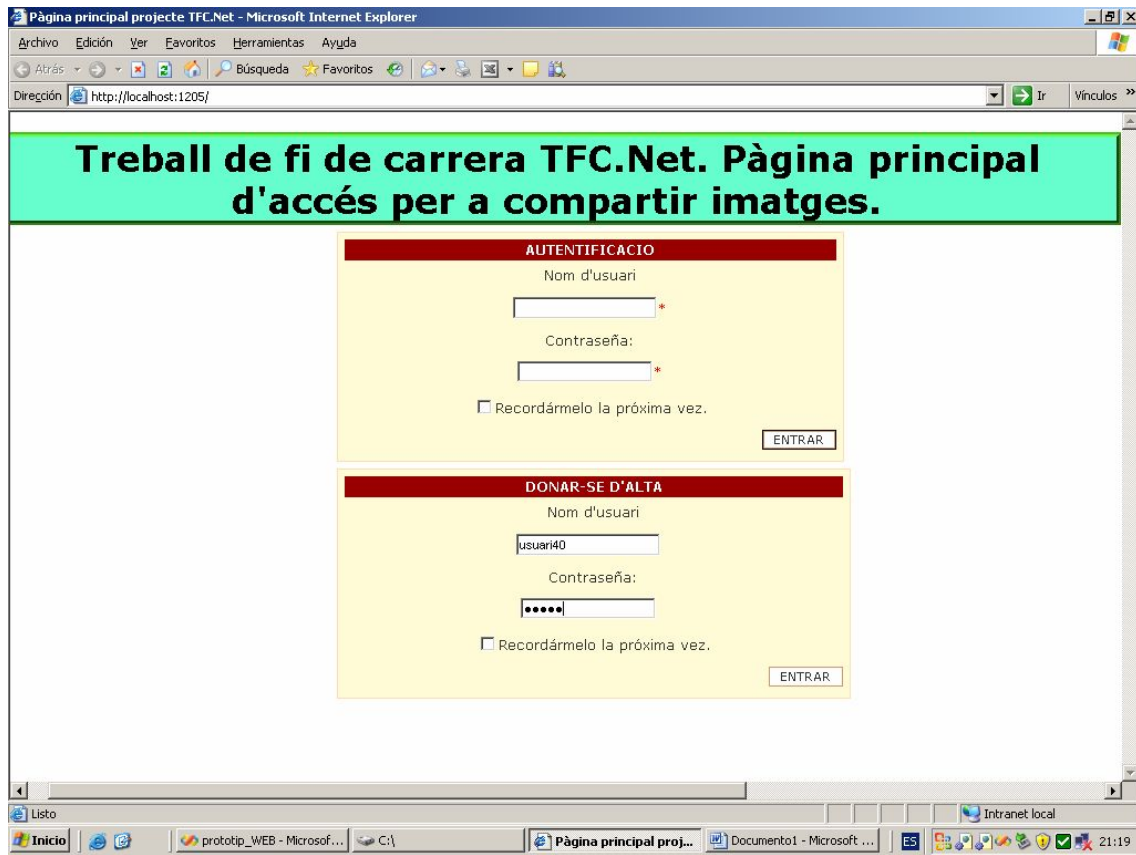 Pàgina principal projecte TFC.Net - Microsoft Internet Explorer
Archivo Edición Ver Favoritos Herramientas Ayuda
Atrás Búsqueda Favoritos
Dirección http://localhost:1205/ Ir Vínculos »
Treball de fi de carrera TFC.Net. Pàgina principal
d'accés per a compartir imatges.
AUTENTIFICACIO
Nom d'usuari
*
Contraseña:
*
Recordármelo la próxima vez.
ENTRAR
DONAR-SE D'ALTA
Nom d'usuari
usuari40
Contraseña:
•••••
Recordármelo la próxima vez.
ENTRAR
Listo Intranet local
Inicio prototip_WEB - Microsof... C:\ Pàgina principal proj... Documento1 - Microsoft ... ES 21:19